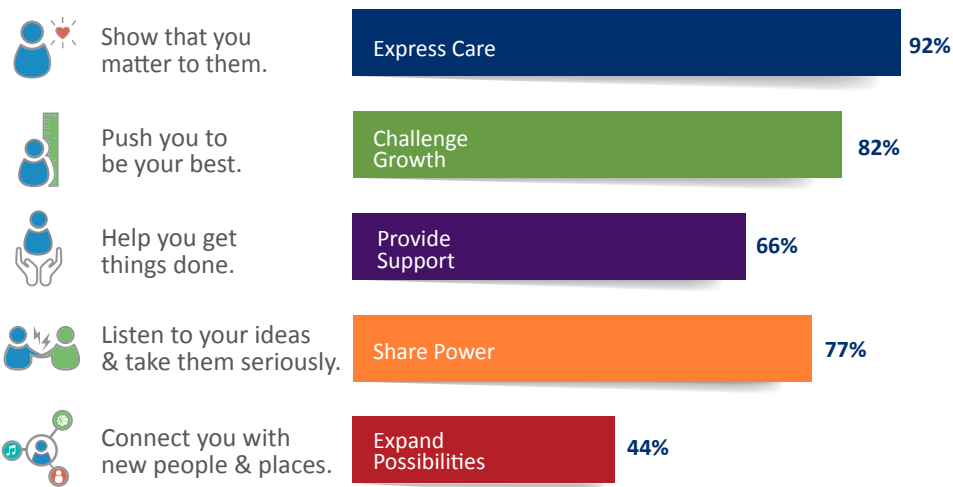 Show that you
matter to them.
Express Care
92%
Push you to
be your best.
Challenge
Growth
82%
Help you get
things done.
Provide
Support
66%
Listen to your ideas
& take them seriously.
Share Power
77%
Connect you with
new people & places.
Expand
Possibilities
44%